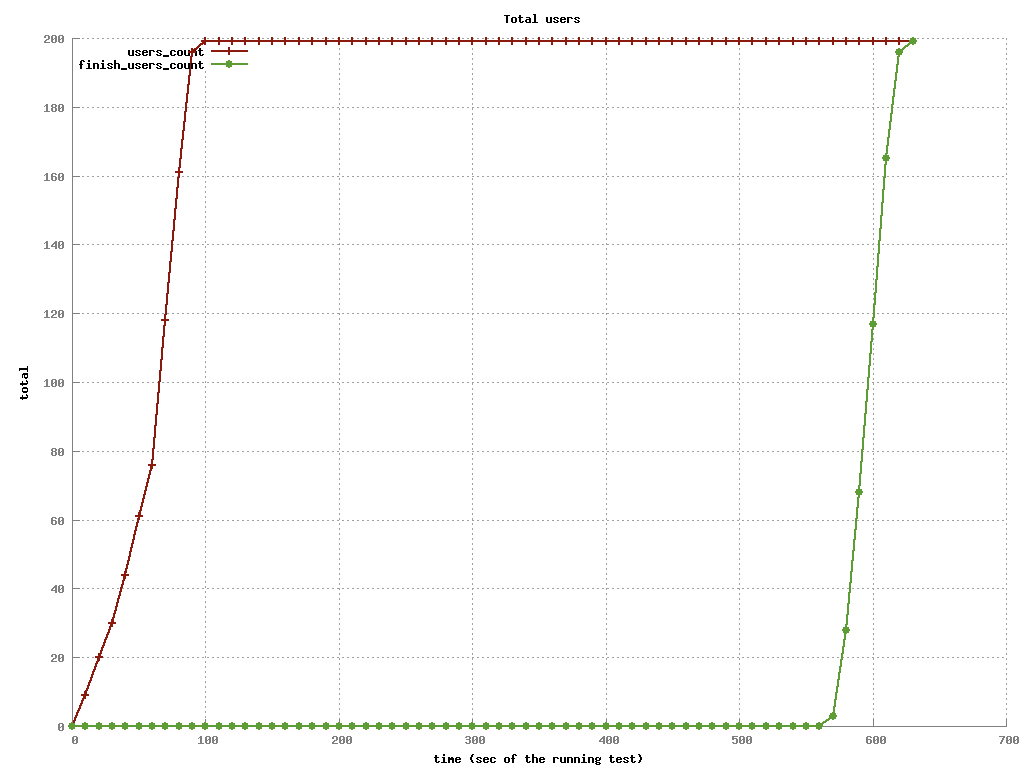 Total users
200
users_count
finish_users_count
180
160
140
120
100
total
80
60
40
20
0
0 100 200 300 400 500 600 700
time (sec of the running test)